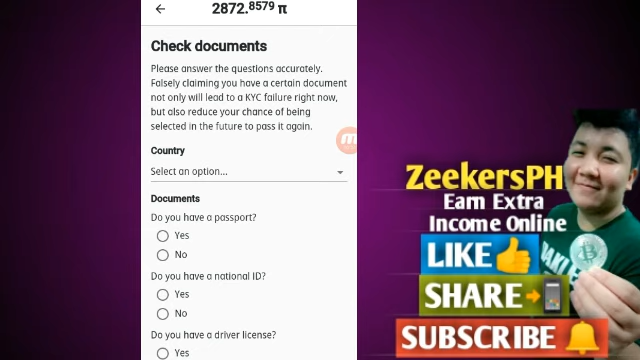 2872.8579 π
Check documents
Please answer the questions accurately.
Falsely claiming you have a certain document
not only will lead to a KYC failure right now,
but also reduce your chance of being
selected in the future to pass it again.
Country
Select an option...
Documents
Do you have a passport?
Yes
No
Do you have a national ID?
Yes
No
Do you have a driver license?
Yes
ZeekersPH
Earn Extra
Income Online
LIKE
SHARE
SUBSCRIBE